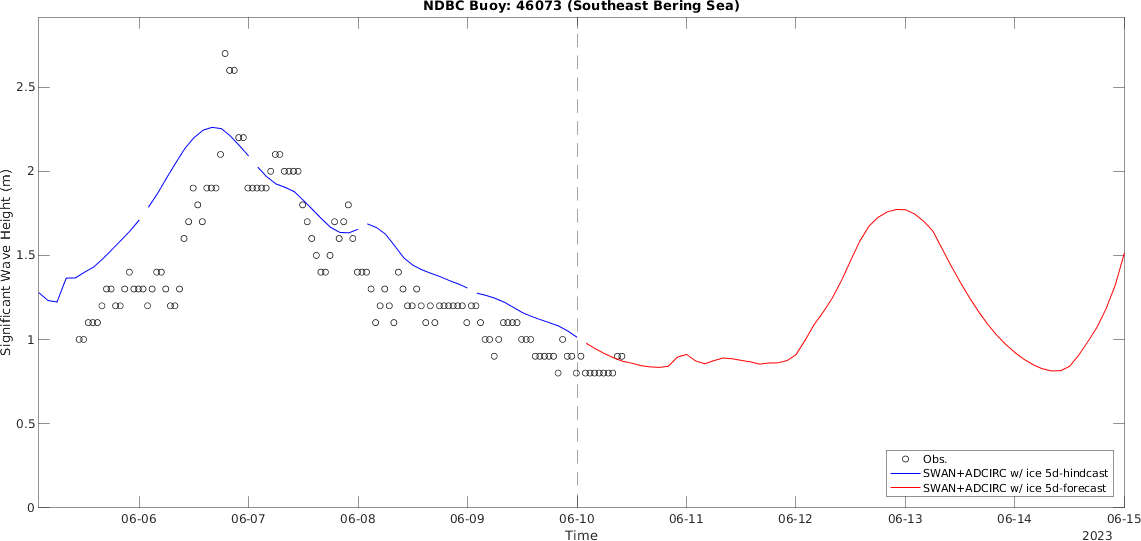 NDBC Buoy: 46073 (Southeast Bering Sea)
Significant Wave Height (m)
2.5
2
1.5
1
0.5
0
Obs.
SWAN+ADCIRC w/ ice 5d-hindcast
SWAN+ADCIRC w/ ice 5d-forecast
06-06 06-07 06-08 06-09 06-10 06-11 06-12 06-13 06-14 06-15
Time
2023